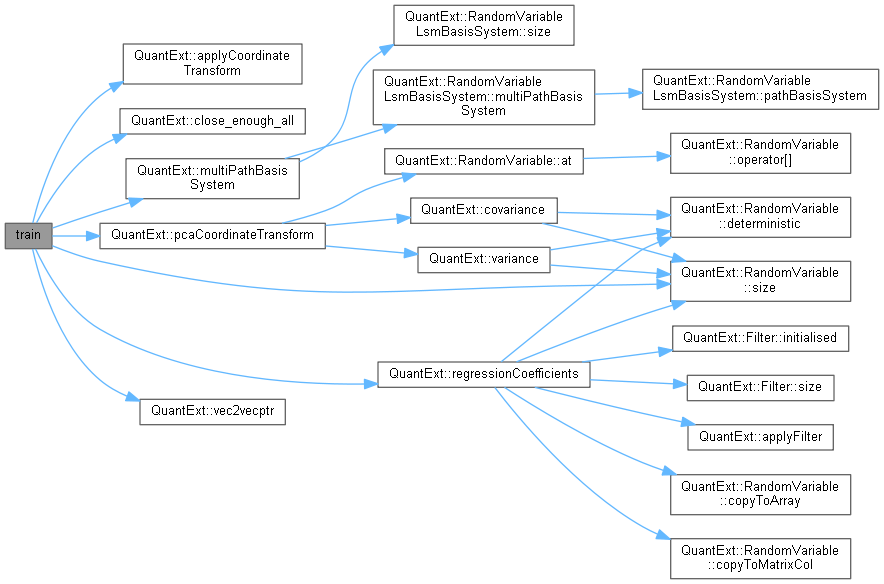 train
QuantExt::applyCoordinate
Transform
QuantExt::close_enough_all
QuantExt::multiPathBasis
System
QuantExt::pcaCoordinateTransform
QuantExt::vec2vecptr
QuantExt::RandomVariable
LsmBasisSystem::size
QuantExt::RandomVariable
LsmBasisSystem::multiPathBasis
System
QuantExt::RandomVariable::at
QuantExt::covariance
QuantExt::variance
QuantExt::regressionCoefficients
QuantExt::RandomVariable
LsmBasisSystem::pathBasisSystem
QuantExt::RandomVariable
::operator[]
QuantExt::RandomVariable
::deterministic
QuantExt::RandomVariable
::size
QuantExt::Filter::initialised
QuantExt::Filter::size
QuantExt::applyFilter
QuantExt::RandomVariable
::copyToArray
QuantExt::RandomVariable
::copyToMatrixCol